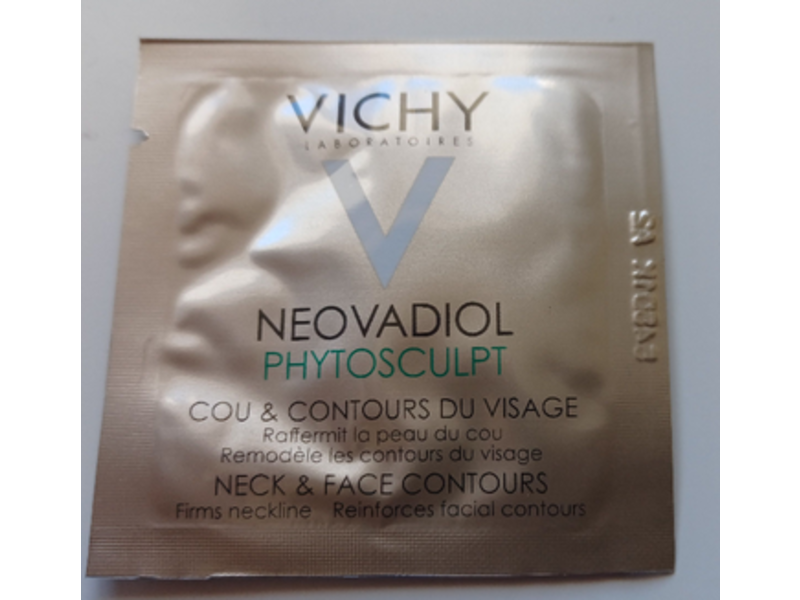 VICHY
LABORATOIRES
NEOVADIOL
PHYTOSCULPT
COU & CONTOURS DU VISAGE
Raffermit la peau du cou
Remodèle les contours du visage
NECK & FACE CONTOURS
Firms neckline Reinforces facial contours